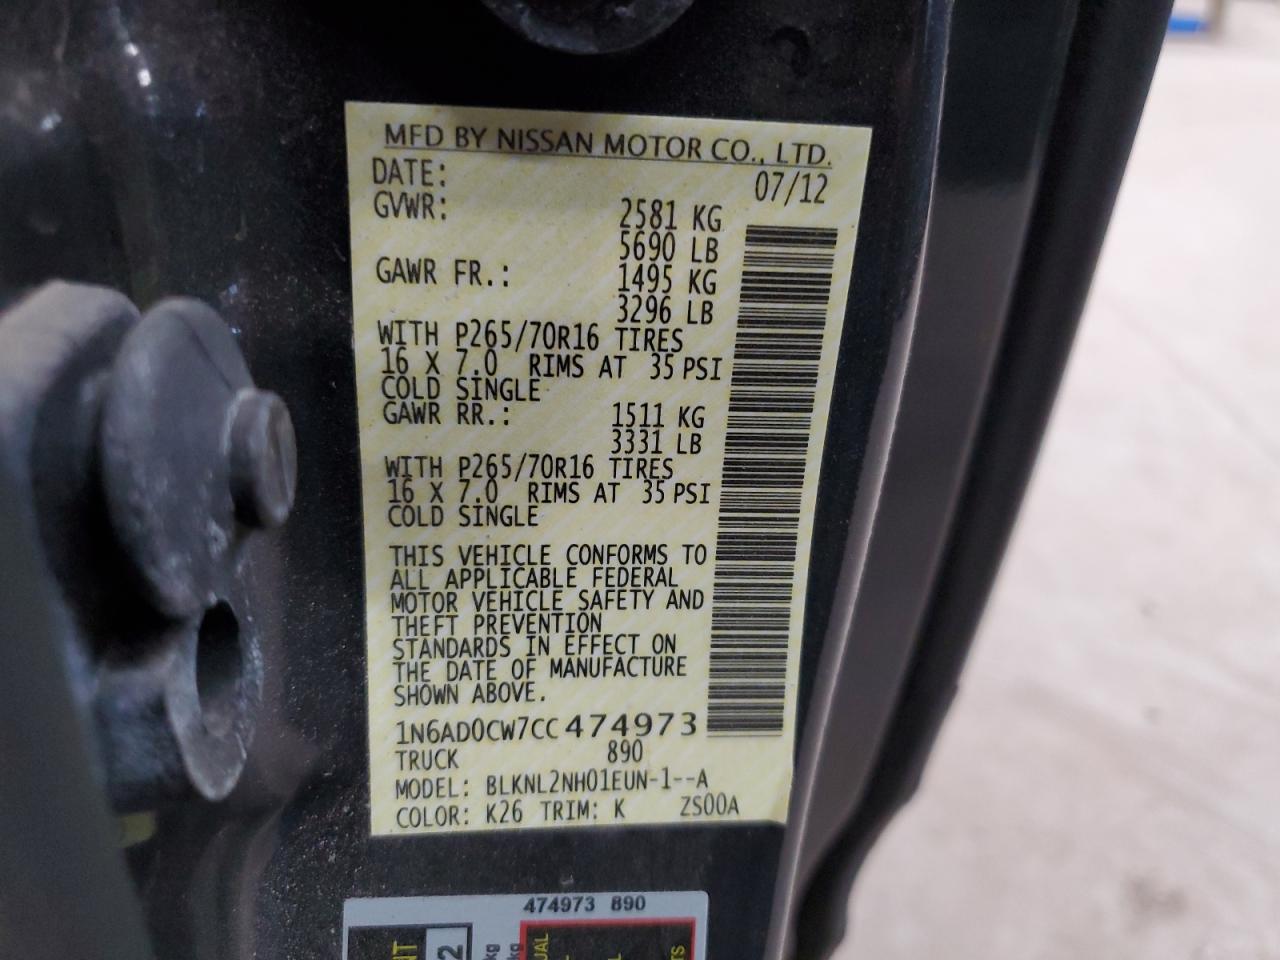 MFD BY NISSAN MOTOR CO., LTD.
DATE: 07/12
GVWR: 2581 KG
5690 LB
GAWR FR.: 1495 KG
3296 LB
WITH P265/70R16 TIRES
16 X 7.0 RIMS AT 35 PSI
COLD SINGLE
GAWR RR.: 1511 KG
3331 LB
WITH P265/70R16 TIRES
16 X 7.0 RIMS AT 35 PSI
COLD SINGLE
THIS VEHICLE CONFORMS TO
ALL APPLICABLE FEDERAL
MOTOR VEHICLE SAFETY AND
THEFT PREVENTION
STANDARDS IN EFFECT ON
THE DATE OF MANUFACTURE
SHOWN ABOVE.
1N6AD0CW7CC474973
TRUCK 890
MODEL: BLKNL2NH01EUN-1--A
COLOR: K26 TRIM: K ZS00A
474973 890